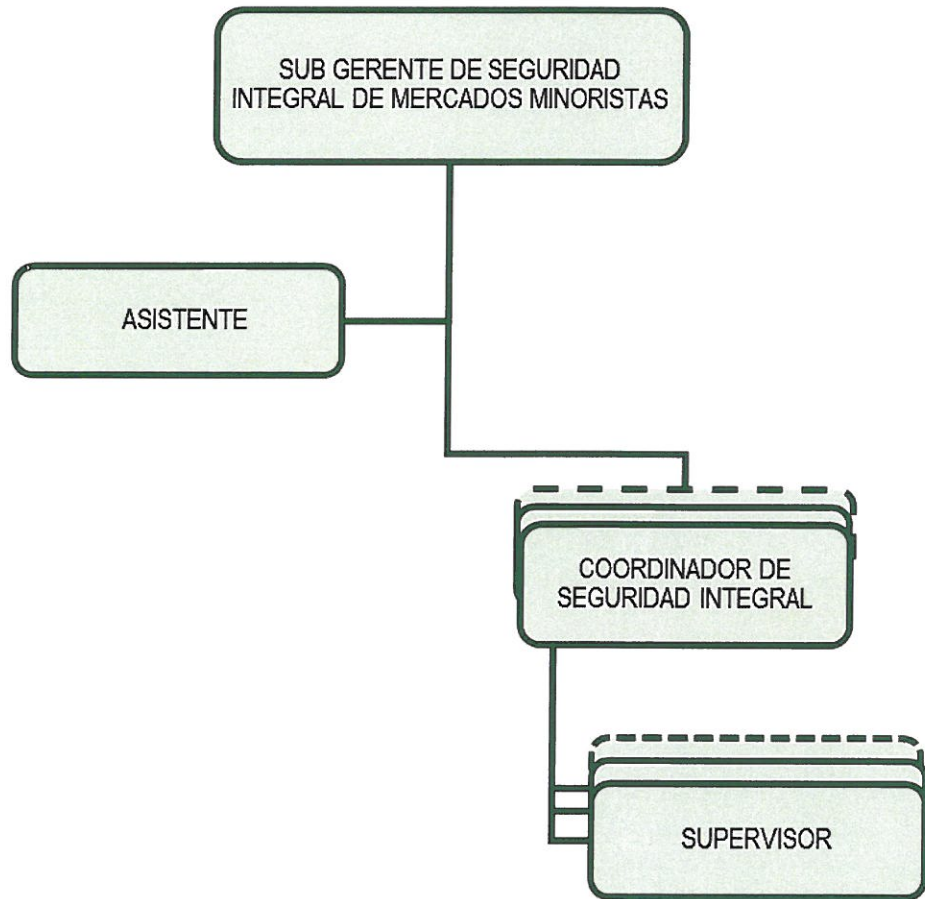 SUB GERENTE DE SEGURIDAD
INTEGRAL DE MERCADOS MINORISTAS
ASISTENTE
COORDINADOR DE
SEGURIDAD INTEGRAL
SUPERVISOR